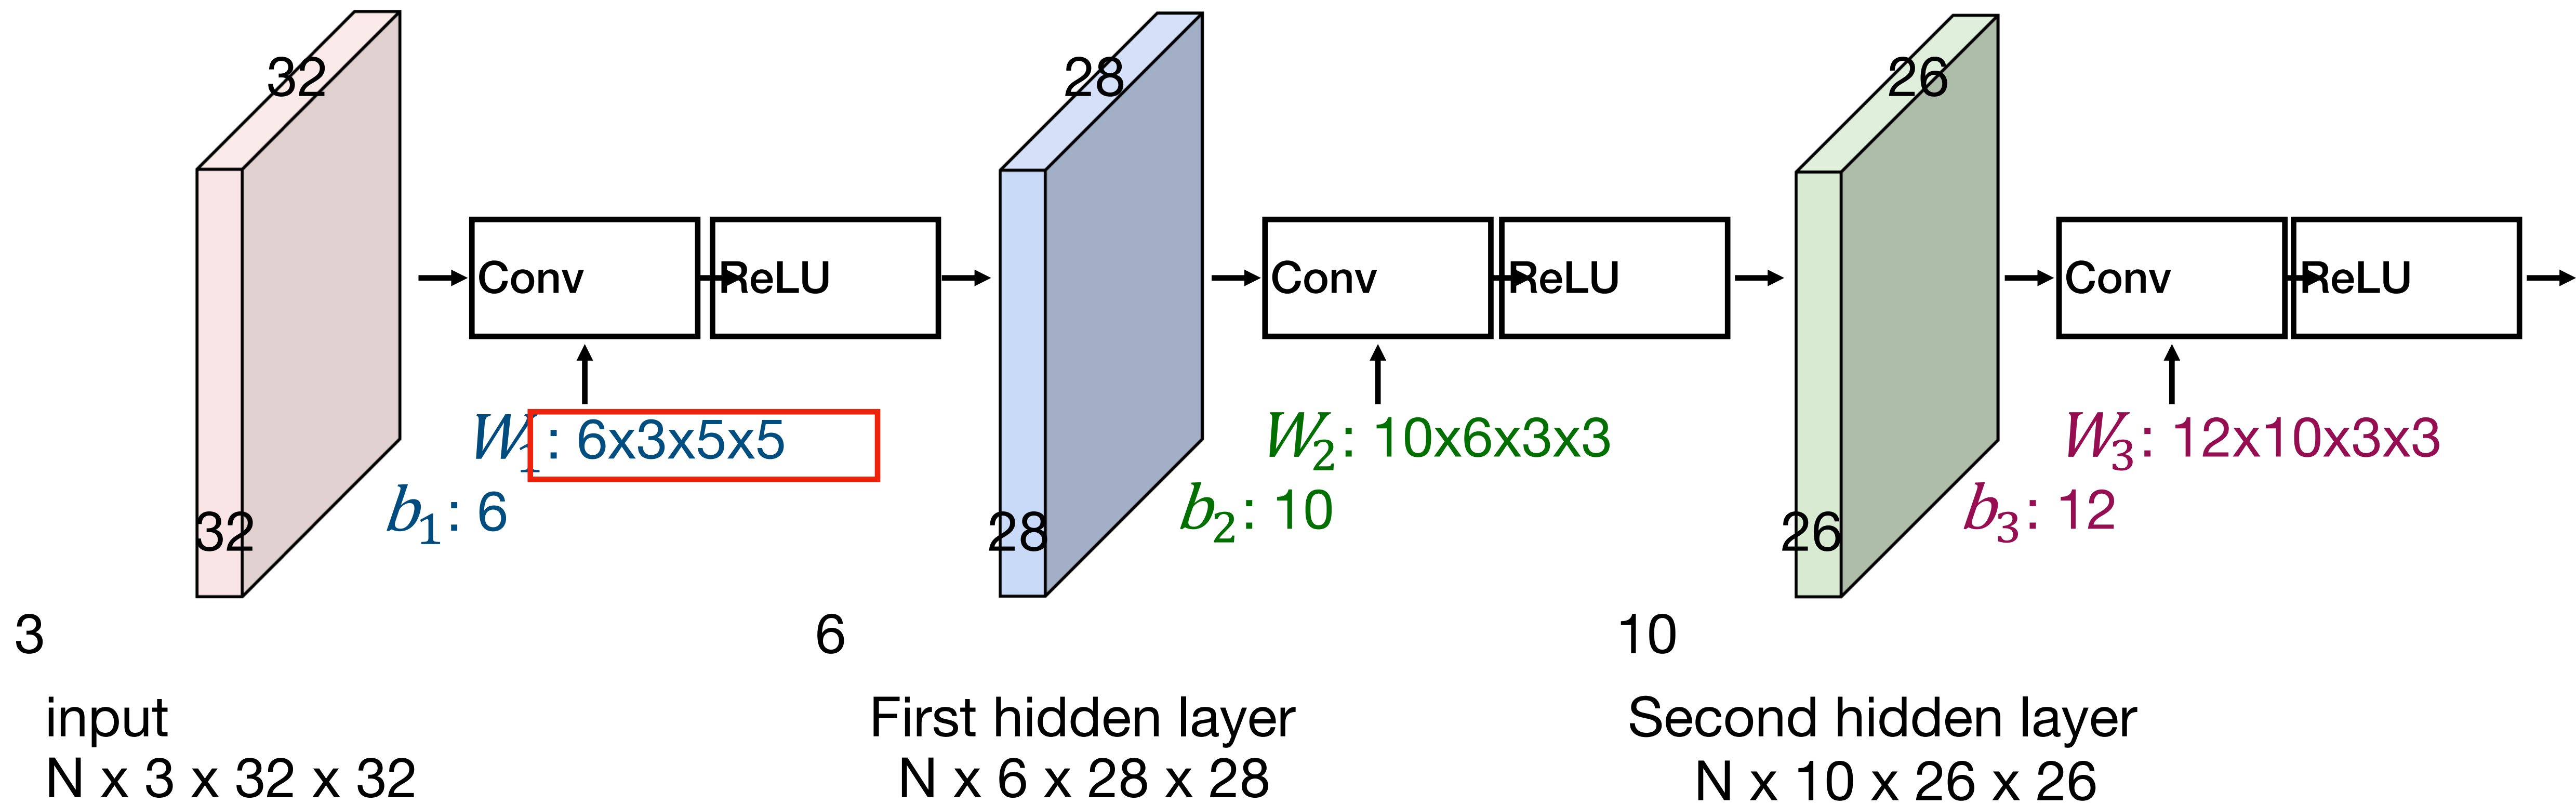 32
28
26
Conv
ReLU
Conv
ReLU
Conv
ReLU
W₁: 6x3x5x5
W₂: 10x6x3x3
W₃: 12x10x3x3
32
b₁: 6
28
b₂: 10
26
b₃: 12
3
6
10
input
N x 3 x 32 x 32
First hidden layer
N x 6 x 28 x 28
Second hidden layer
N x 10 x 26 x 26